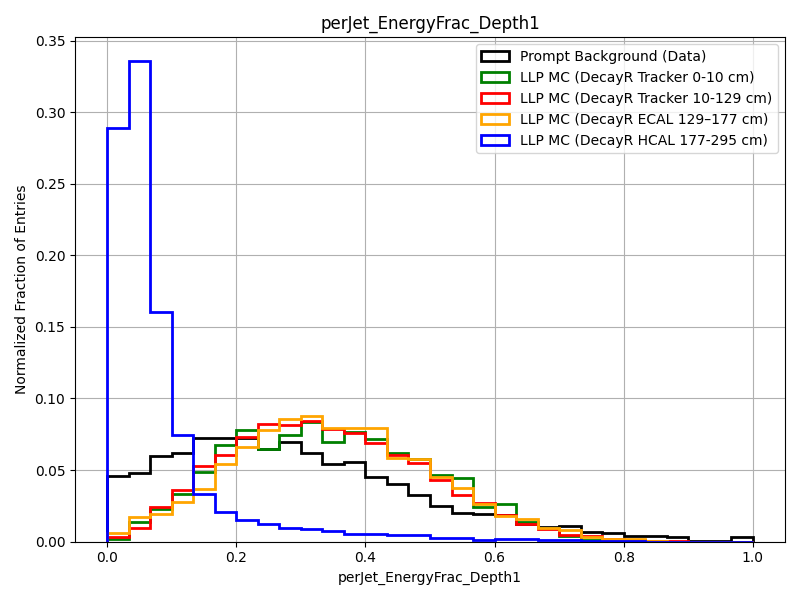 perJet_EnergyFrac_Depth1
Prompt Background (Data)
LLP MC (DecayR Tracker 0-10 cm)
LLP MC (DecayR Tracker 10-129 cm)
LLP MC (DecayR ECAL 129–177 cm)
LLP MC (DecayR HCAL 177-295 cm)
Normalized Fraction of Entries
0.35
0.30
0.25
0.20
0.15
0.10
0.05
0.00
0.0 0.2 0.4 0.6 0.8 1.0
perJet_EnergyFrac_Depth1